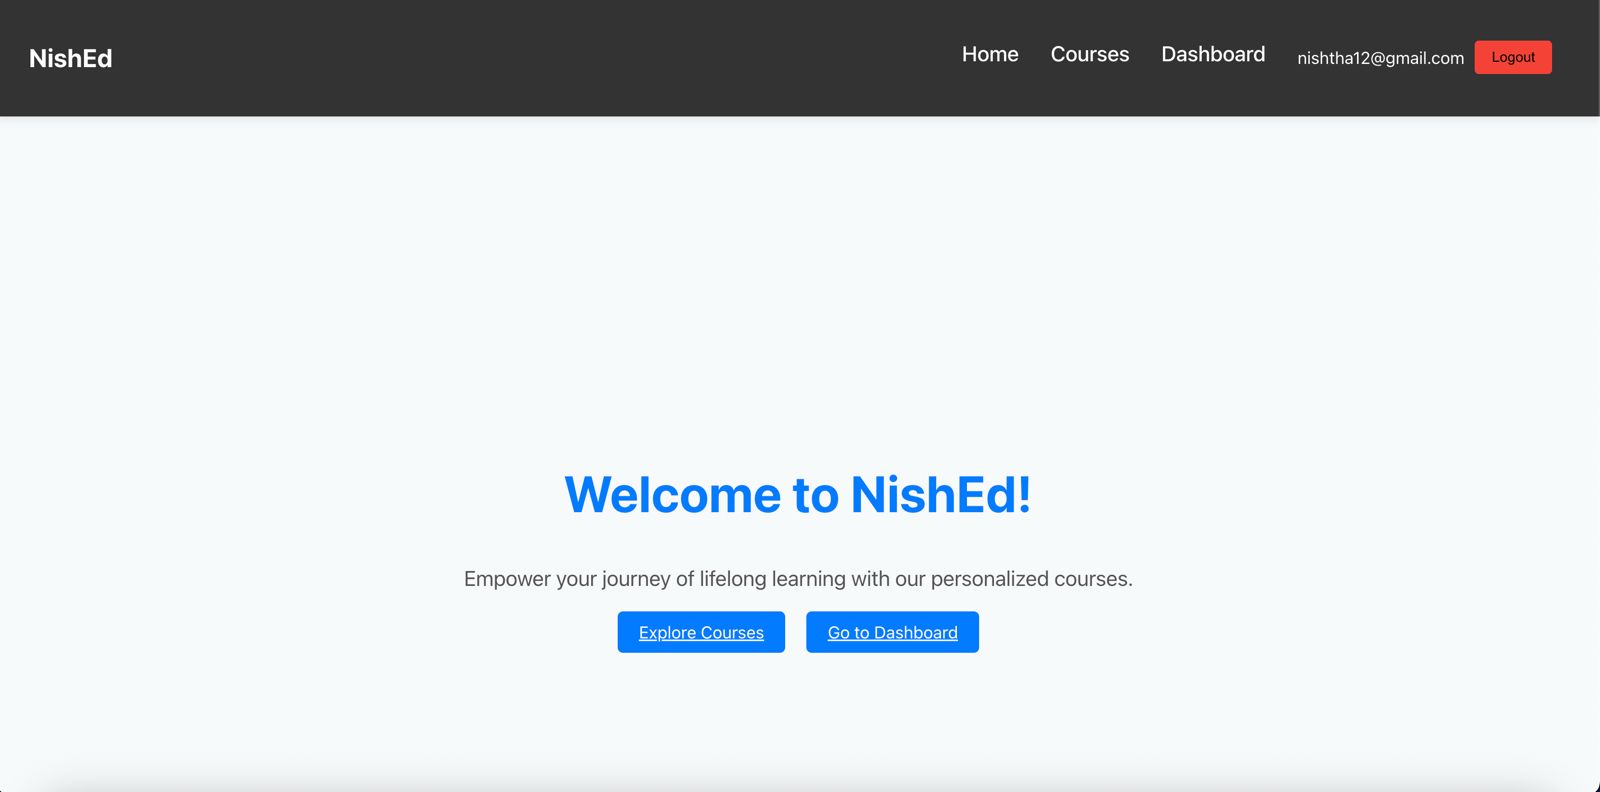 NishEd
Home Courses Dashboard nishtha12@gmail.com Logout
Welcome to NishEd!
Empower your journey of lifelong learning with our personalized courses.
Explore Courses Go to Dashboard